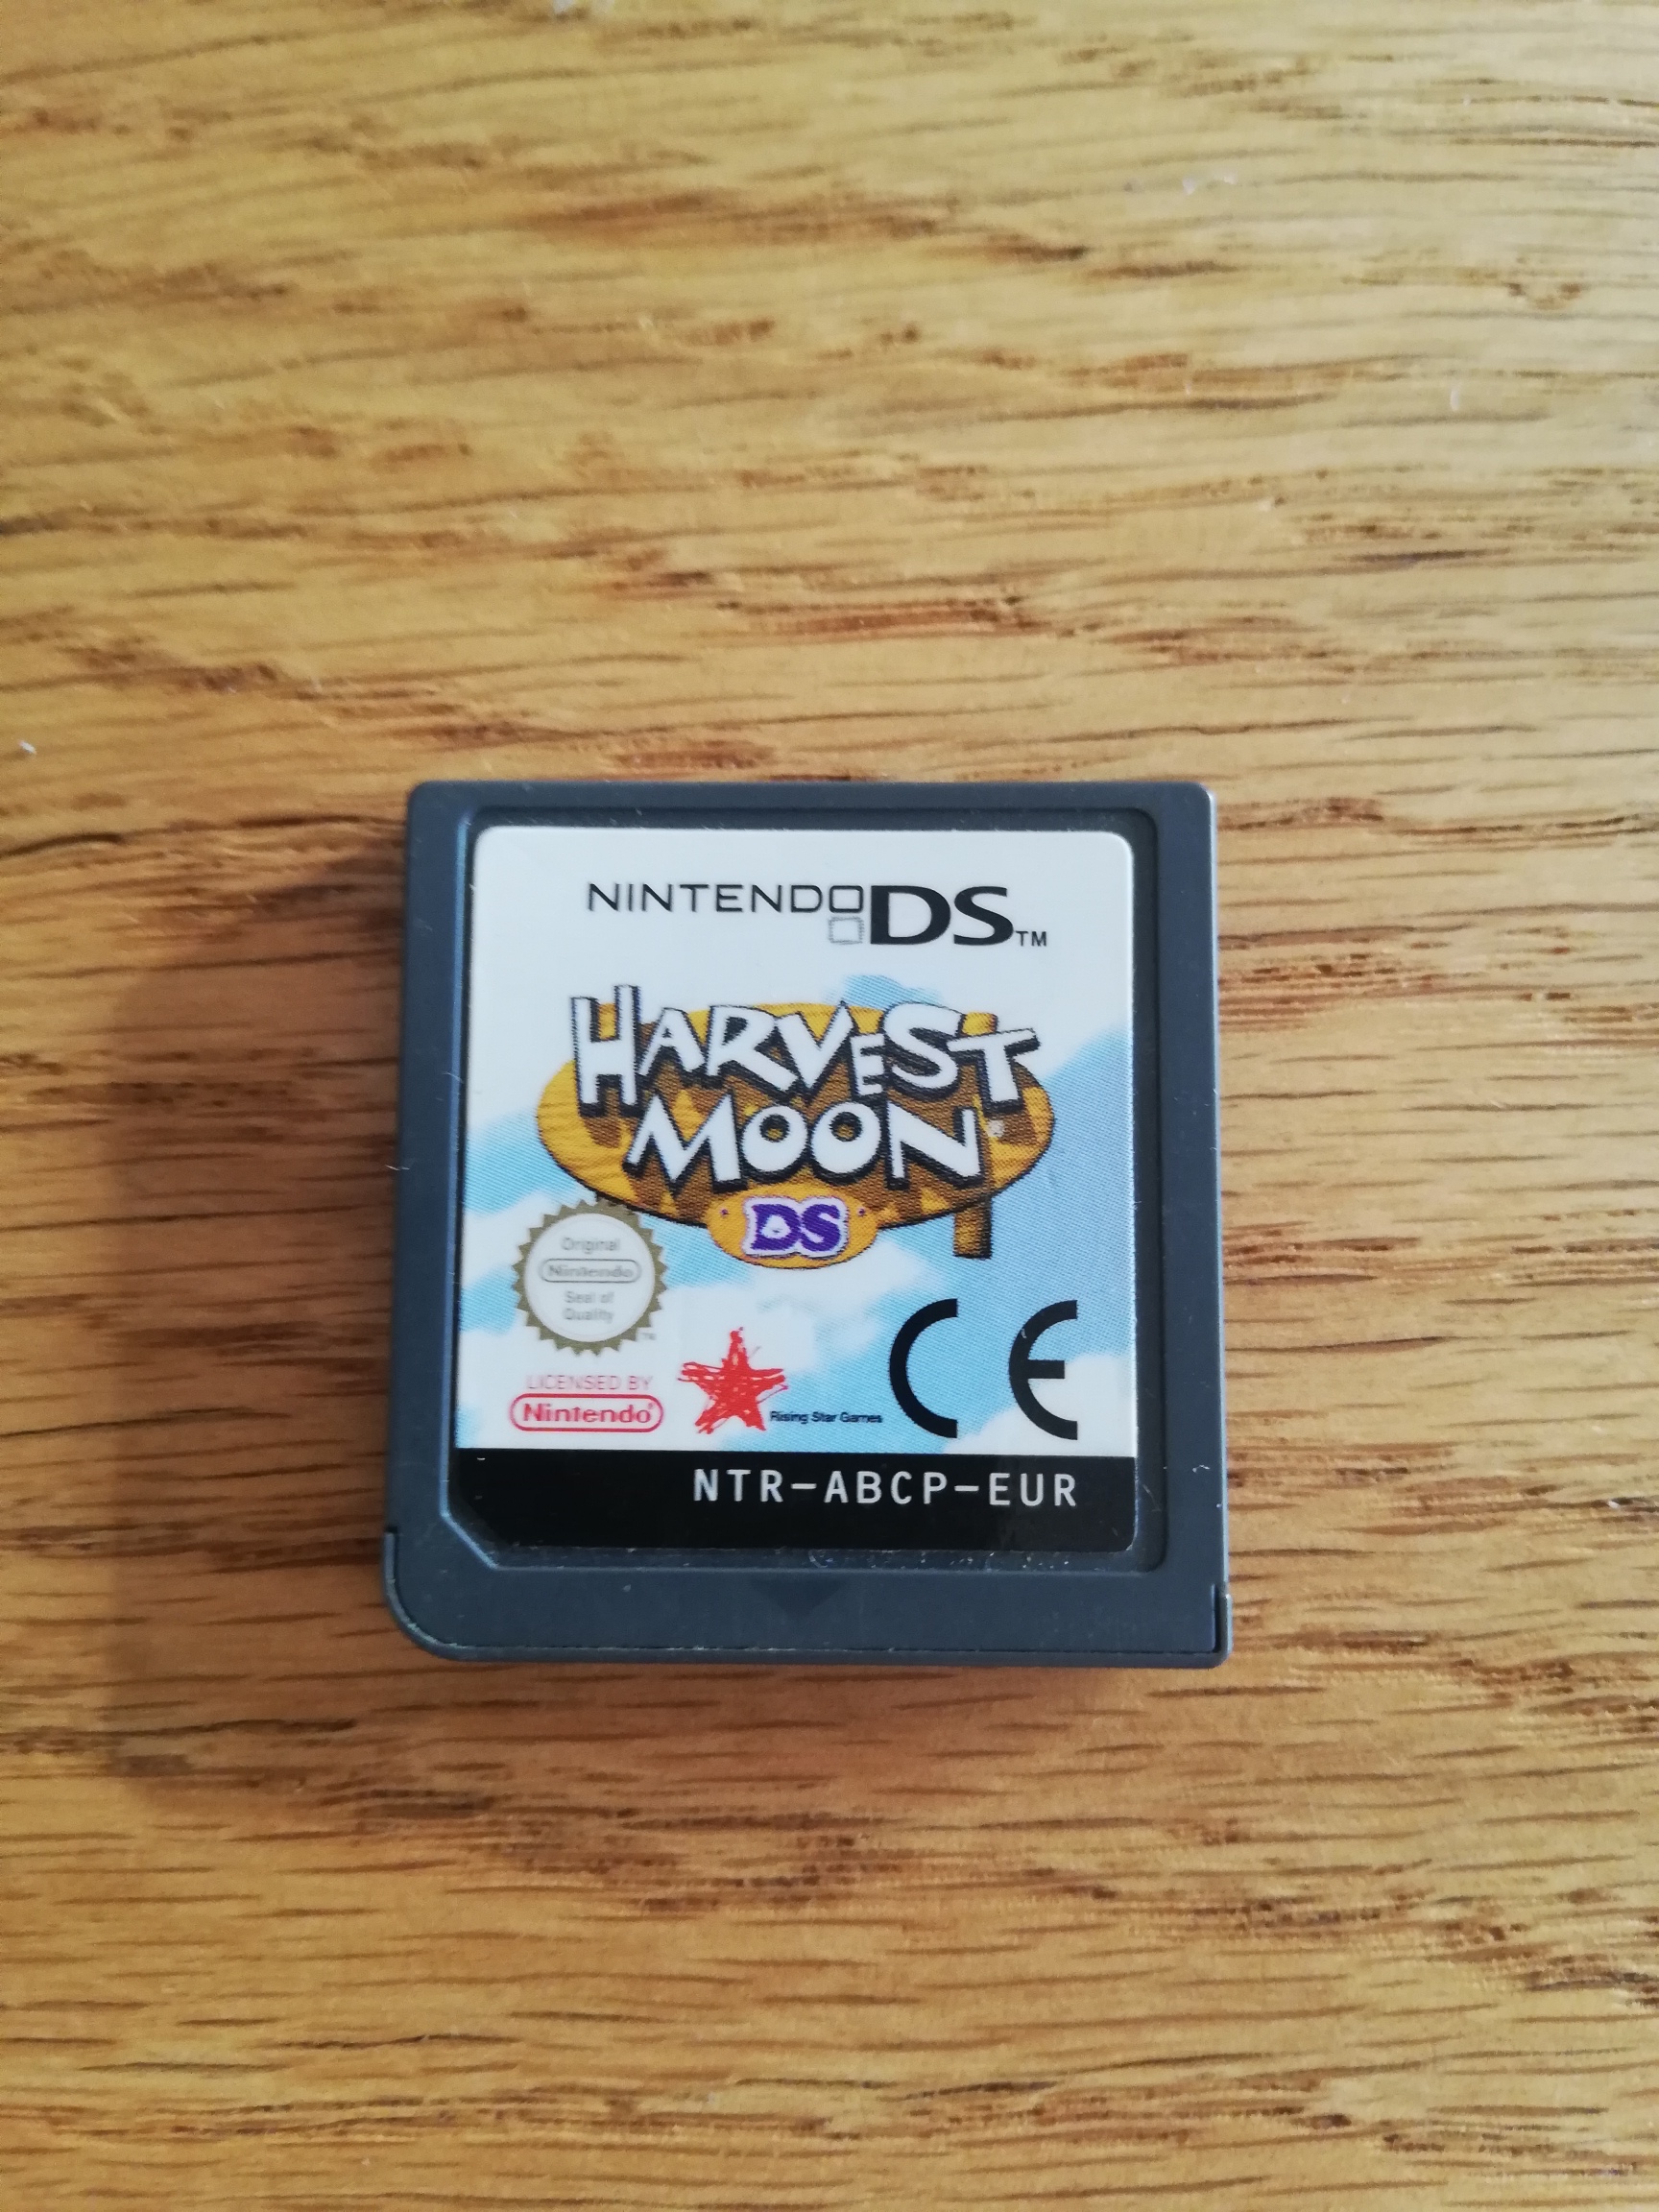 NINTENDO DS™
HARVEST
MOON®
DS
Original
Nintendo
Seal of
Quality
TM
LICENSED BY
Nintendo®
Rising Star Games
CE
NTR-ABCP-EUR